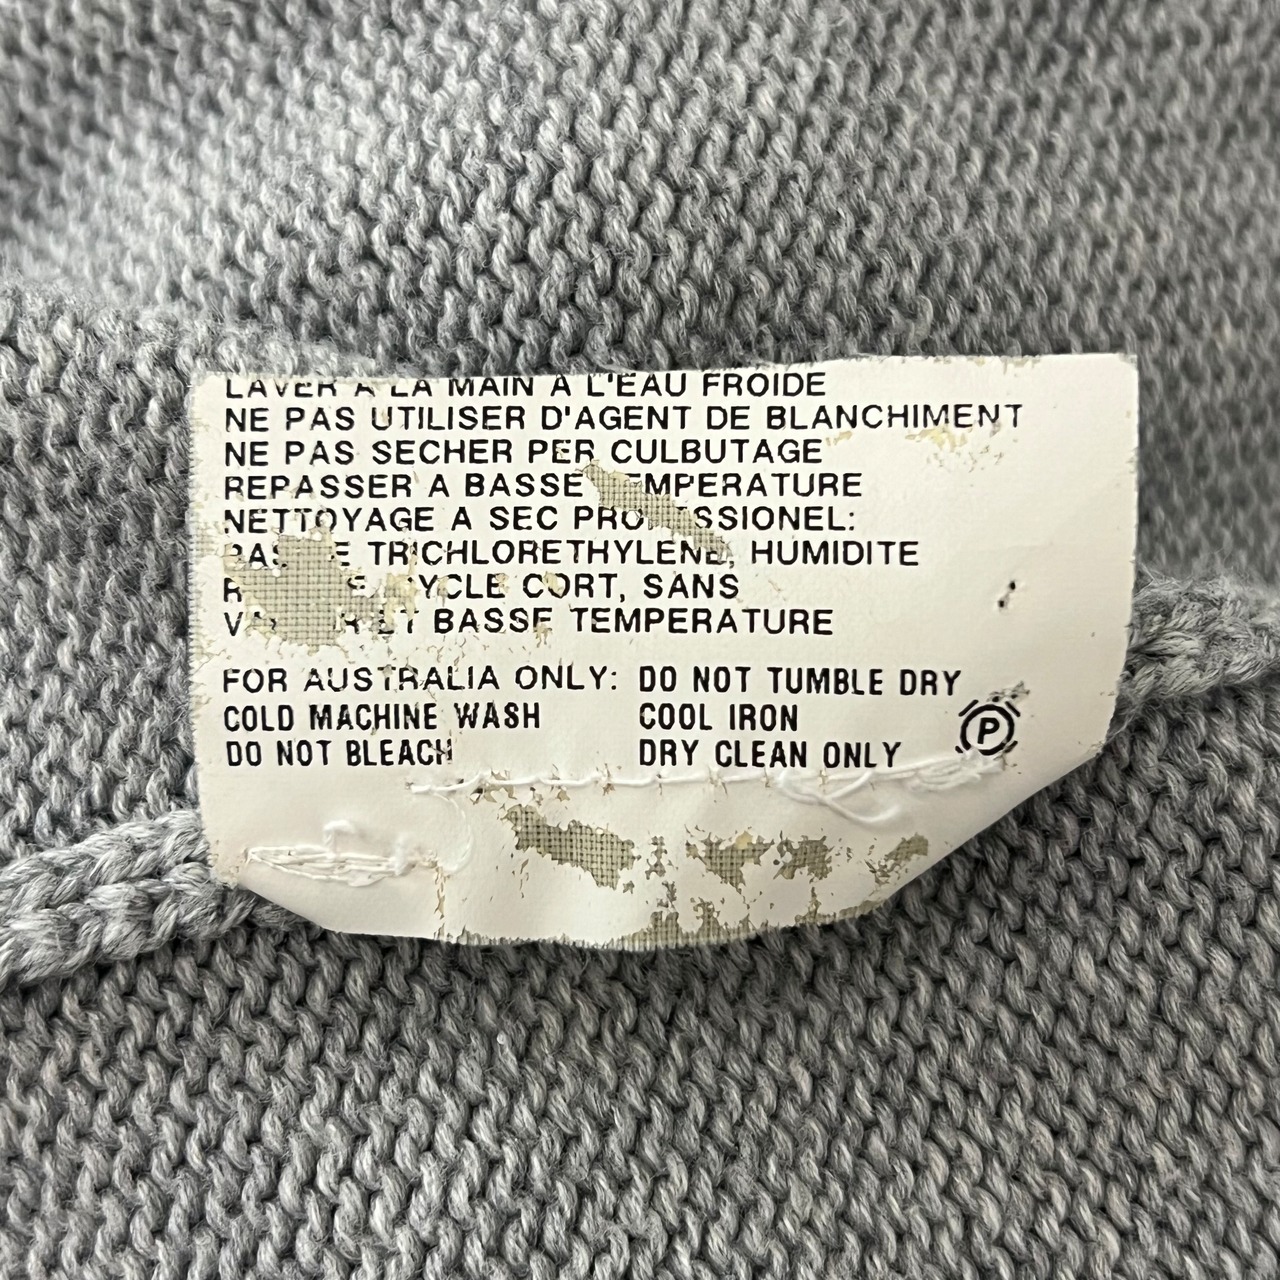 LAVER A LA MAIN A L'EAU FROIDE
NE PAS UTILISER D'AGENT DE BLANCHIMENT
NE PAS SECHER PER CULBUTAGE
REPASSER A BASSE TEMPERATURE
NETTOYAGE A SEC PROFESSIONEL:
TRICHLORETHYLENE, HUMIDITE
CYCLE CORT, SANS
ET BASSE TEMPERATURE
FOR AUSTRALIA ONLY: DO NOT TUMBLE DRY
COLD MACHINE WASH COOL IRON
DO NOT BLEACH DRY CLEAN ONLY P